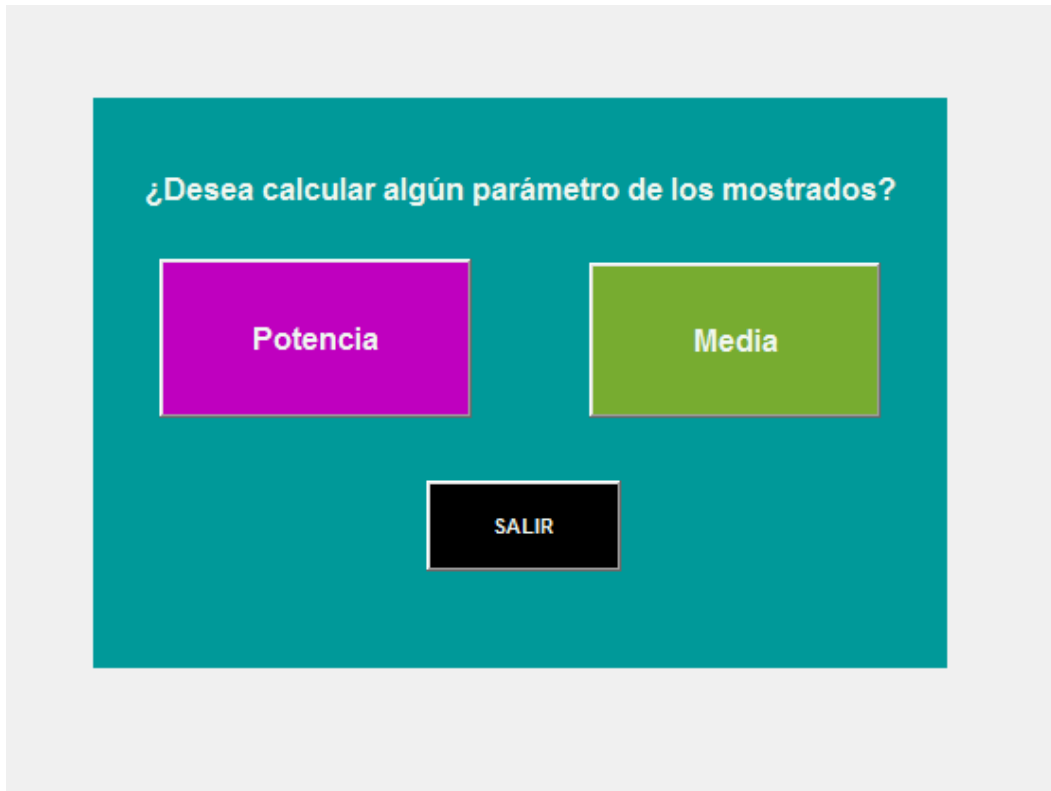 ¿Desea calcular algún parámetro de los mostrados?
Potencia
Media
SALIR